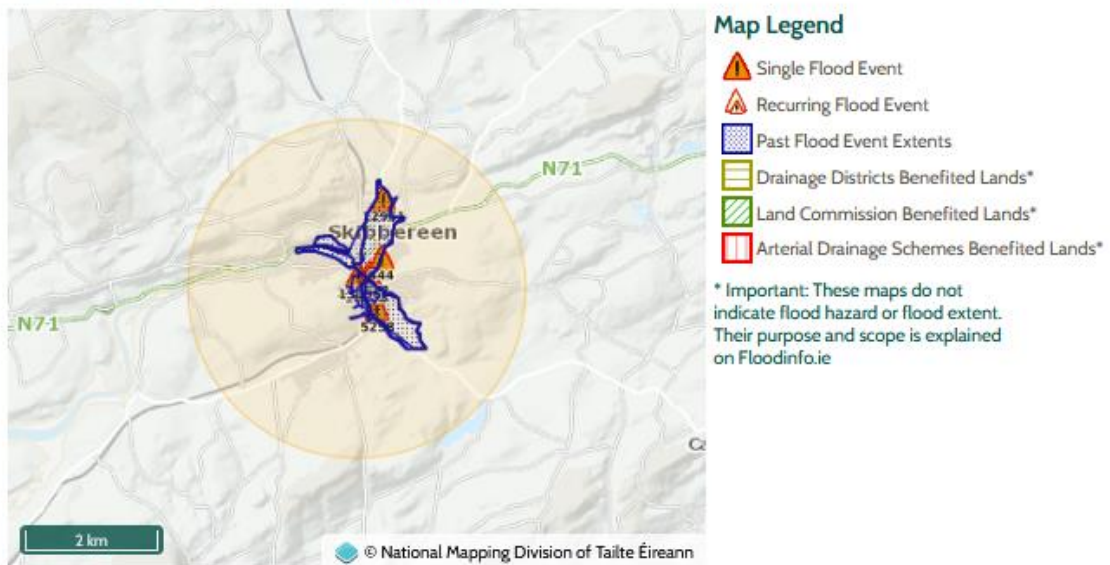 N71
Skibbereen
N71
2 km
© National Mapping Division of Tailte Éireann
Map Legend
Single Flood Event
Recurring Flood Event
Past Flood Event Extents
Drainage Districts Benefited Lands*
Land Commission Benefited Lands*
Arterial Drainage Schemes Benefited Lands*
* Important: These maps do not
indicate flood hazard or flood extent.
Their purpose and scope is explained
on Floodinfo.ie